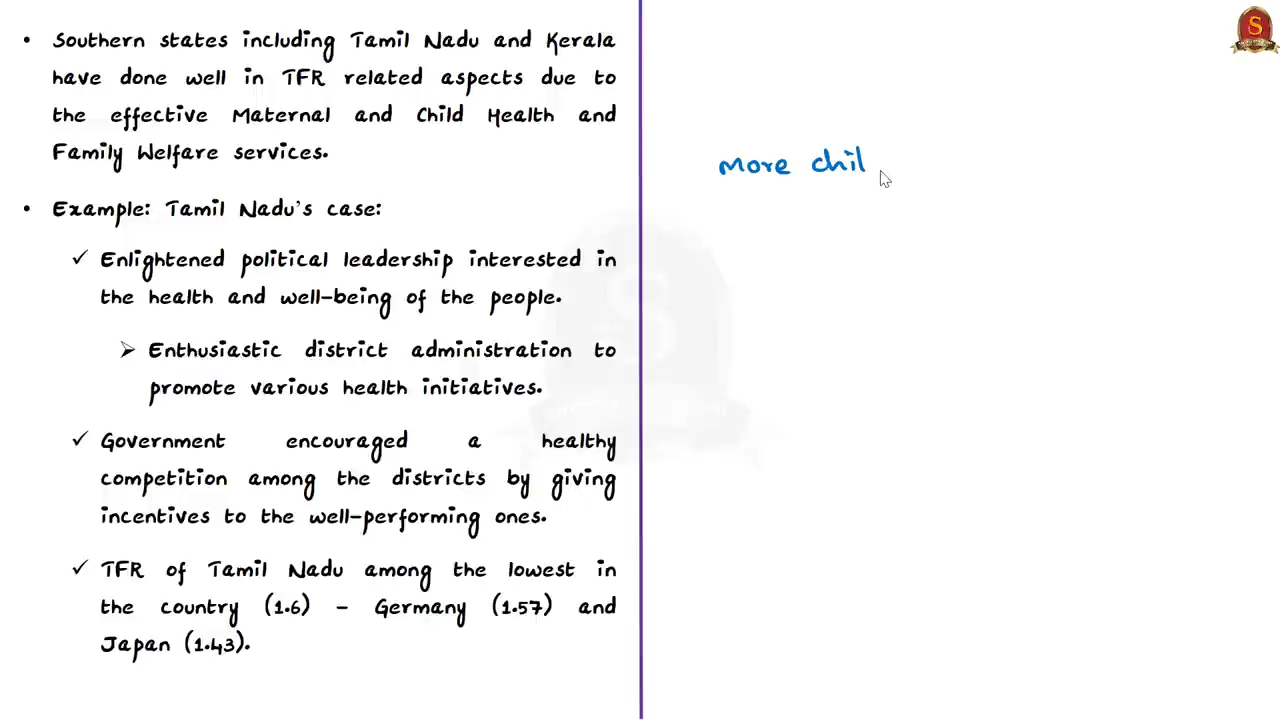 • Southern states including Tamil Nadu and Kerala
have done well in TFR related aspects due to
the effective Maternal and Child Health and
Family Welfare services.
• Example: Tamil Nadu's case:
✓ Enlightened political leadership interested in
the health and well-being of the people.
➢ Enthusiastic district administration to
promote various health initiatives.
✓ Government encouraged a healthy
competition among the districts by giving
incentives to the well-performing ones.
✓ TFR of Tamil Nadu among the lowest in
the country (1.6) – Germany (1.57) and
Japan (1.43).
more chil
S